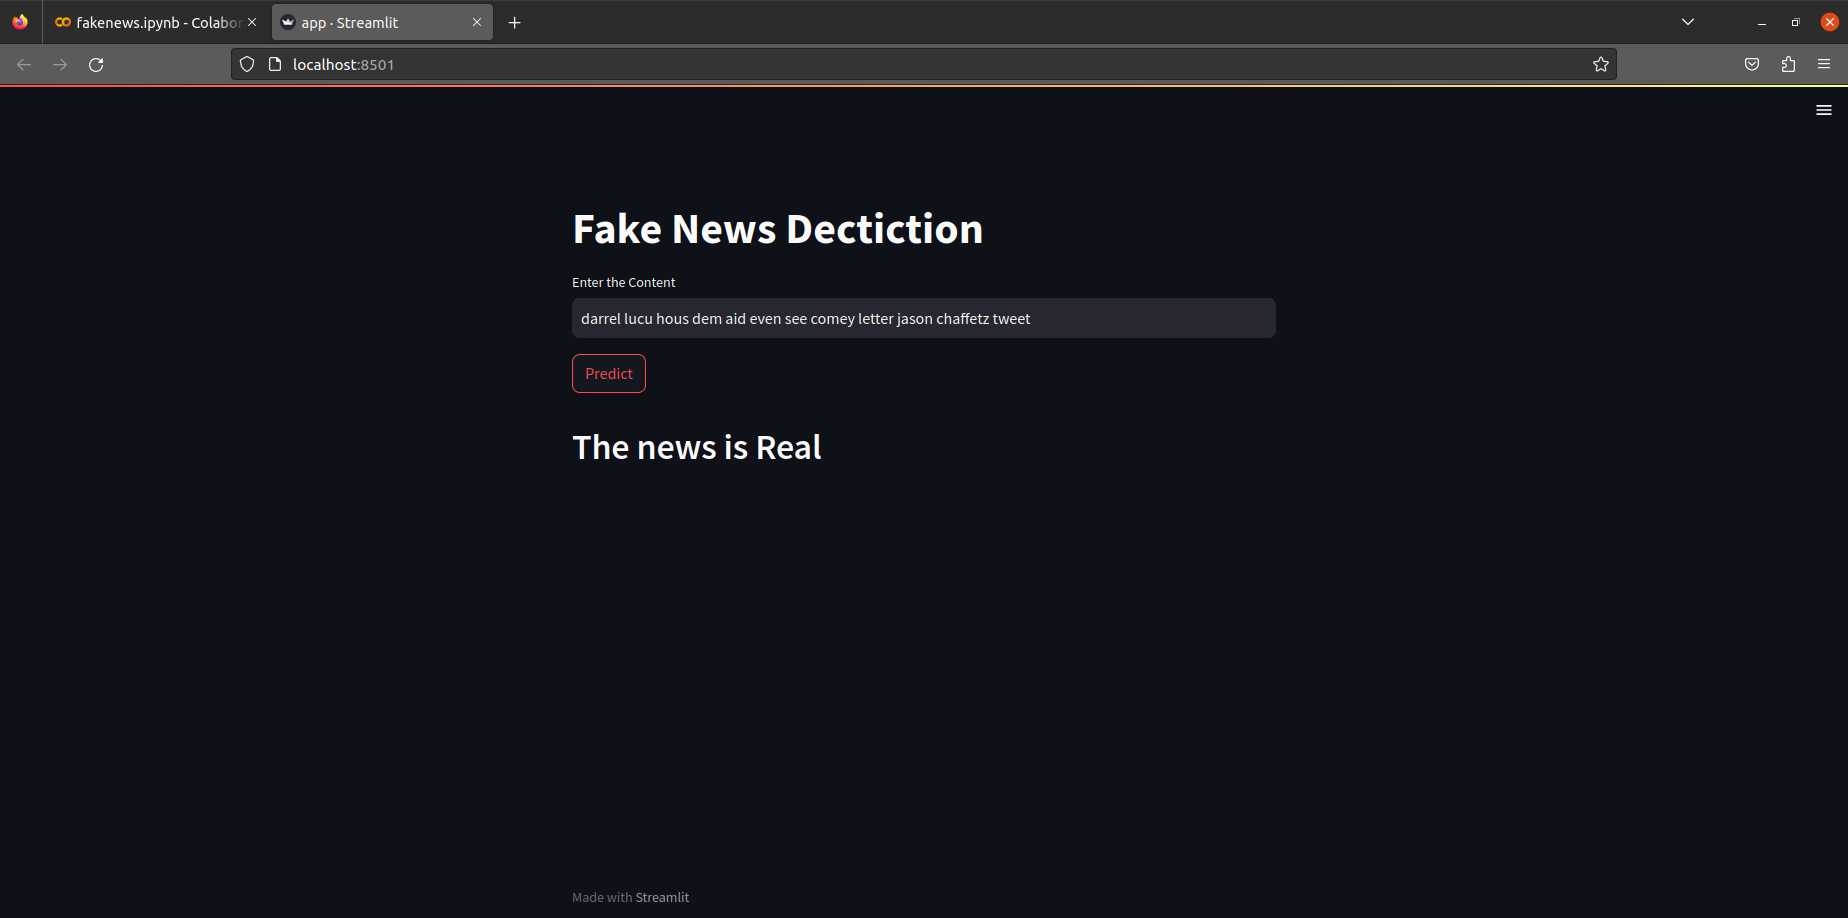 fakenews.ipynb - Colabor
app · Streamlit
localhost:8501
Fake News Dectiction
Enter the Content
darrel lucu hous dem aid even see comey letter jason chaffetz tweet
Predict
The news is Real
Made with Streamlit